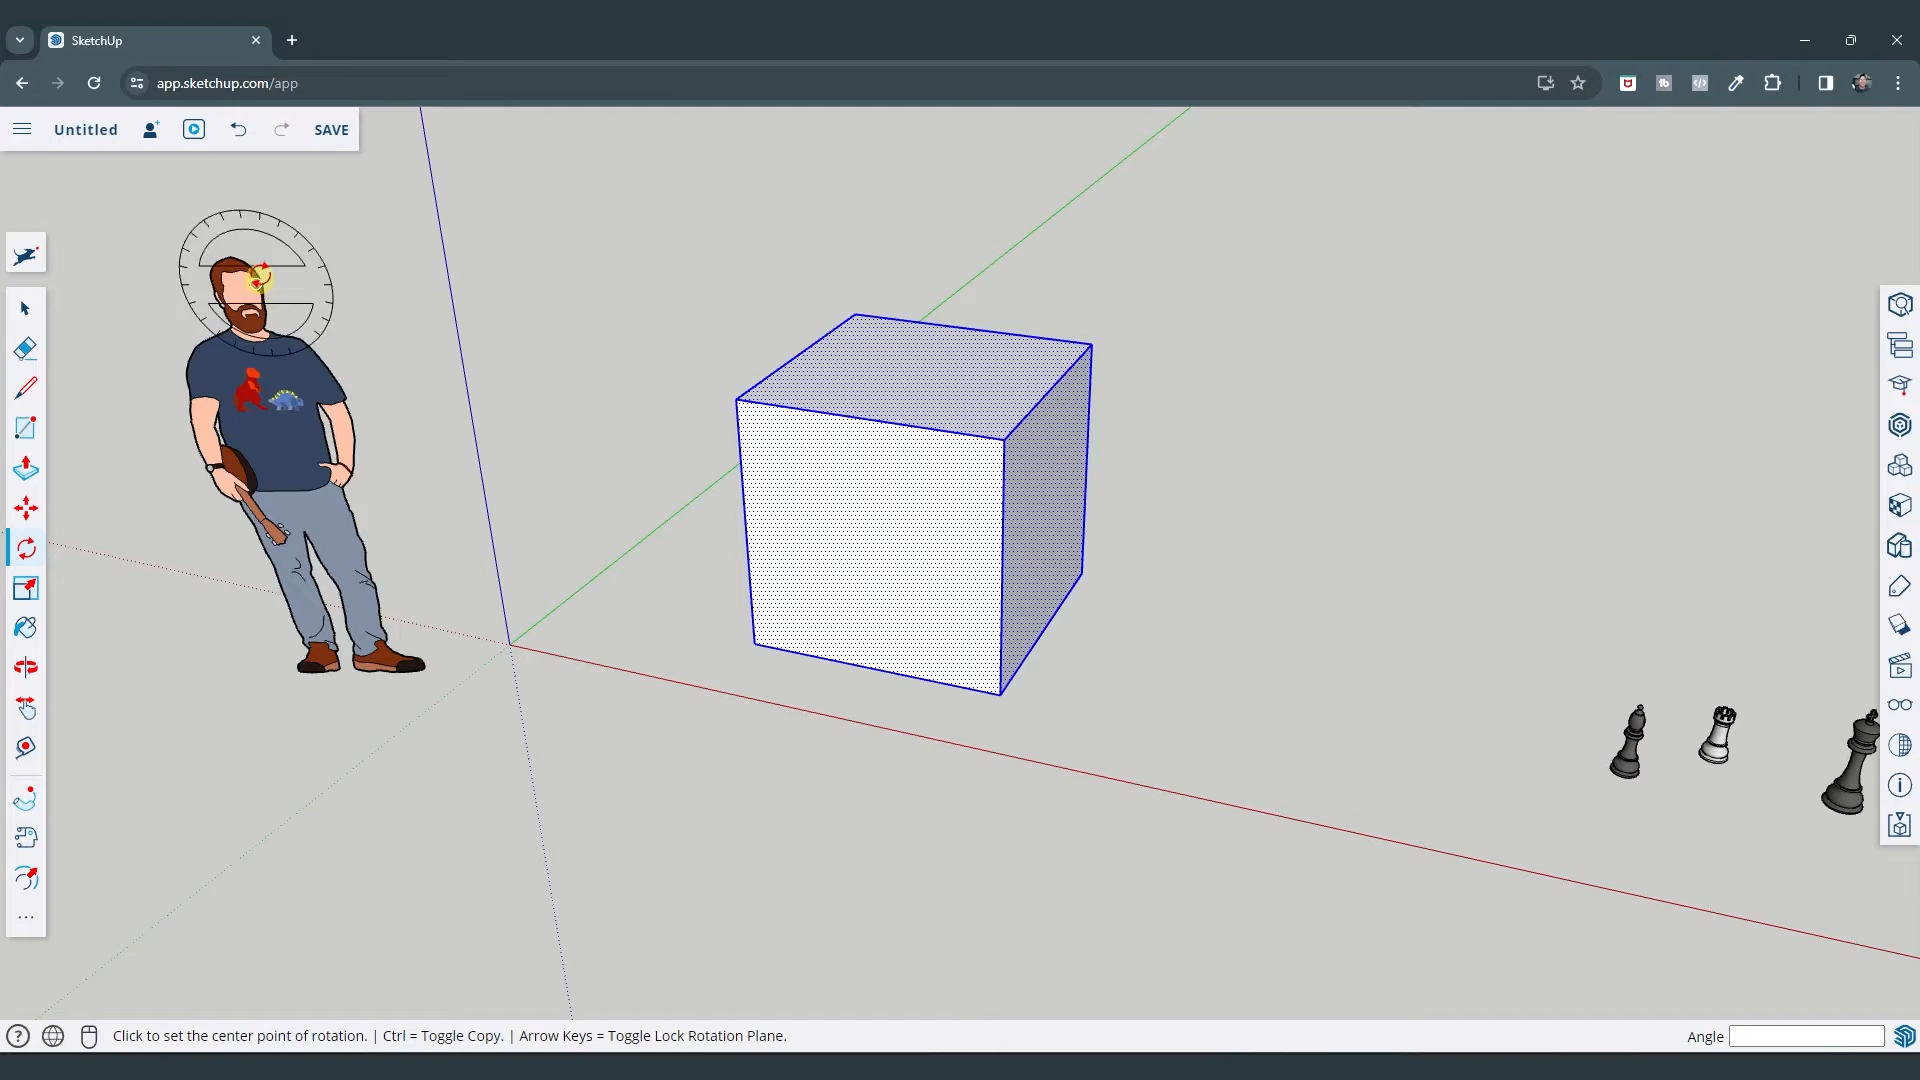 SketchUp
app.sketchup.com/app
Untitled
SAVE
Click to set the center point of rotation. | Ctrl = Toggle Copy. | Arrow Keys = Toggle Lock Rotation Plane.
Angle